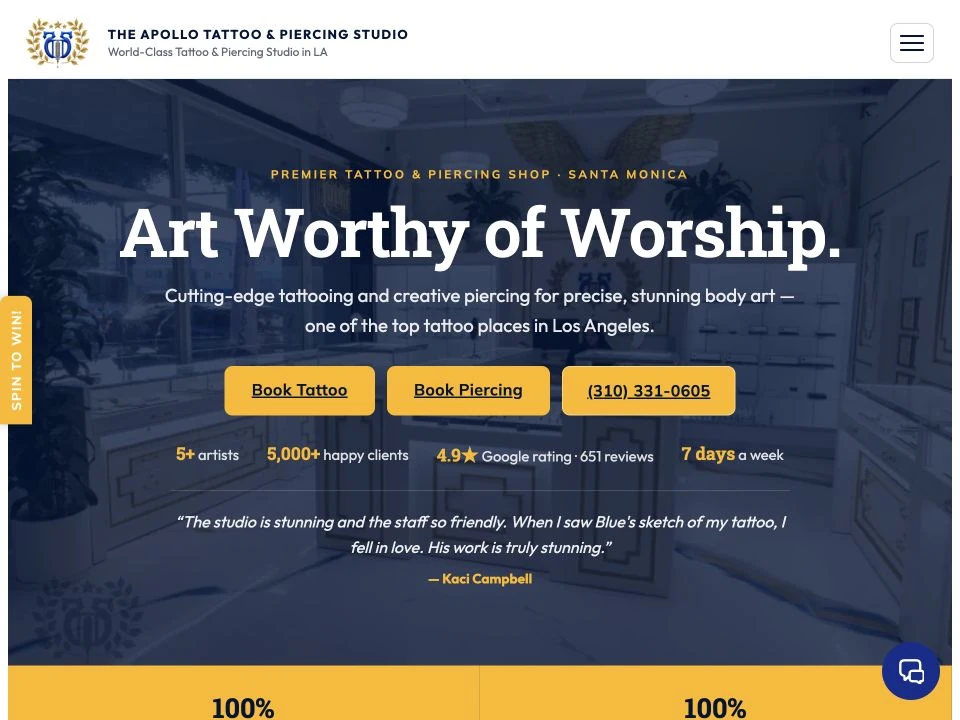 THE APOLLO TATTOO & PIERCING STUDIO
World-Class Tattoo & Piercing Studio in LA
PREMIER TATTOO & PIERCING SHOP · SANTA MONICA
Art Worthy of Worship.
Cutting-edge tattooing and creative piercing for precise, stunning body art —
one of the top tattoo places in Los Angeles.
SPIN TO WIN!
Book Tattoo
Book Piercing
(310) 331-0605
5+ artists
5,000+ happy clients
4.9★ Google rating · 651 reviews
7 days a week
“The studio is stunning and the staff so friendly. When I saw Blue's sketch of my tattoo, I
fell in love. His work is truly stunning.”
— Kaci Campbell
100%
100%